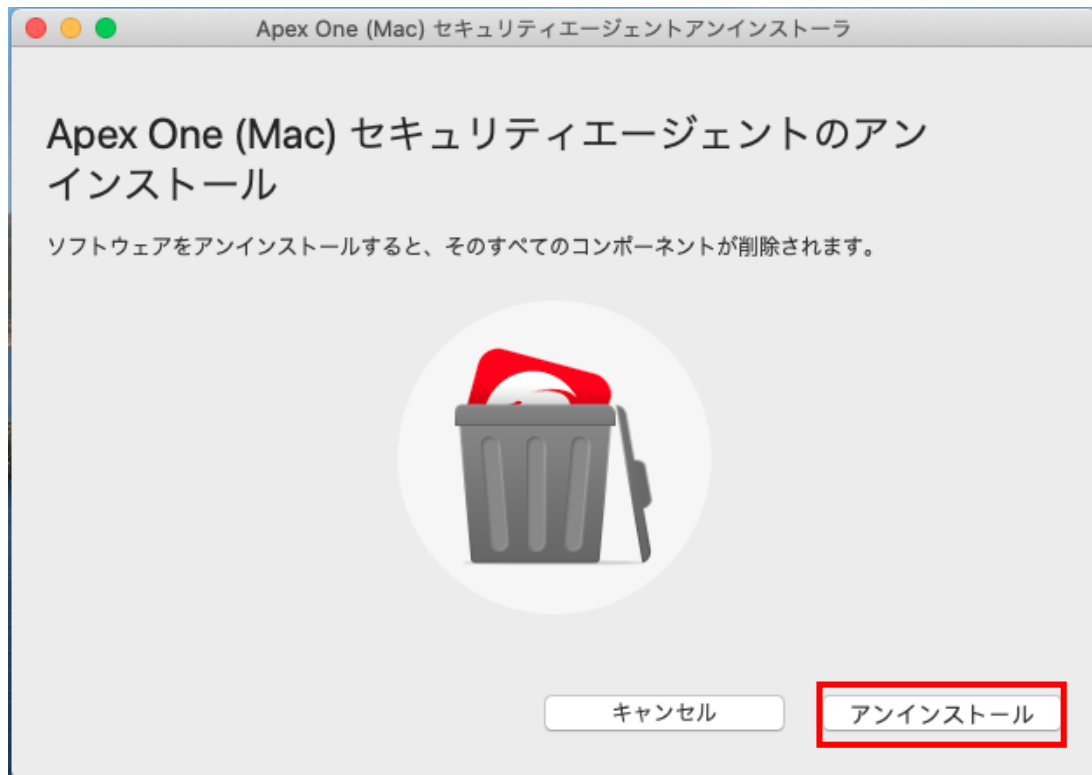 Apex One (Mac) セキュリティエージェントアンインストーラ
Apex One (Mac) セキュリティエージェントのアン
インストール
ソフトウェアをアンインストールすると、そのすべてのコンポーネントが削除されます。
キャンセル
アンインストール